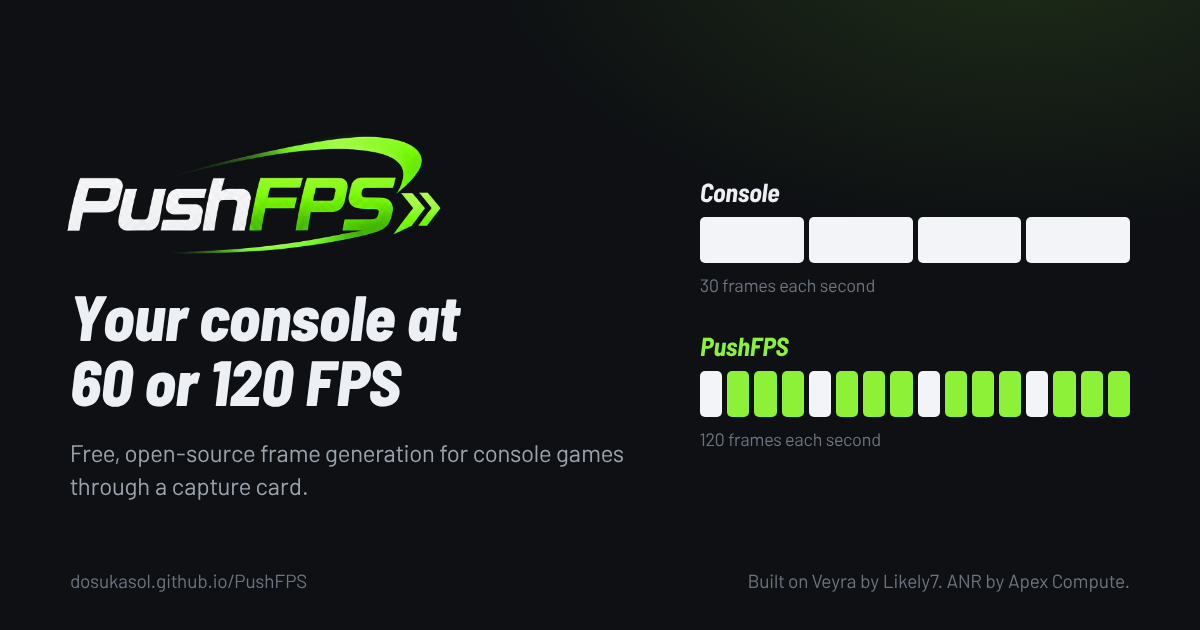 PushFPS
Your console at
60 or 120 FPS
Free, open-source frame generation for console games
through a capture card.
Console
30 frames each second
PushFPS
120 frames each second
dosukasol.github.io/PushFPS
Built on Veyra by Likely7. ANR by Apex Compute.